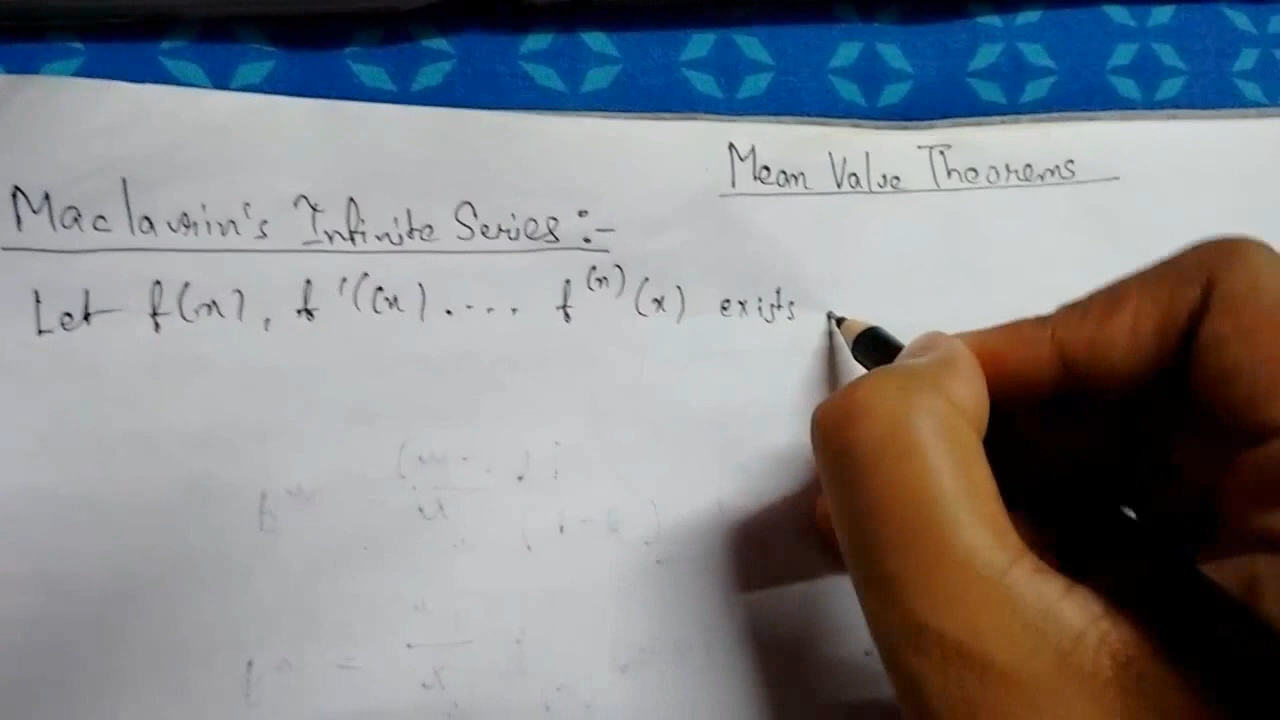 Mean Value Theorems
Maclaurin's Infinite Series :-
Let f(x), f'(x) .... f^(n) (x) exists